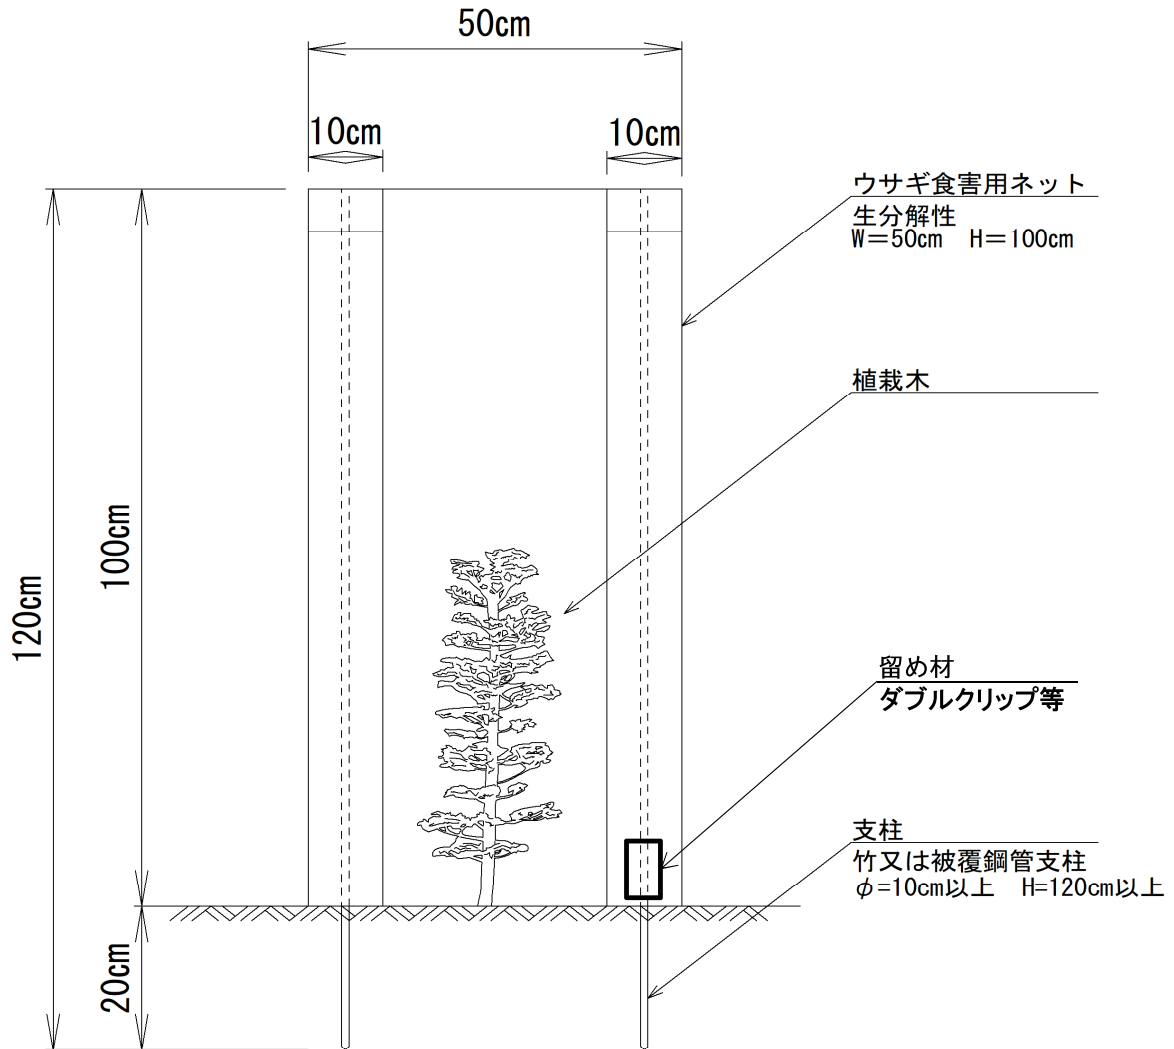 50cm
10cm
10cm
ウサギ食害用ネット
生分解性
W＝50cm　H＝100cm
植栽木
100cm
120cm
留め材
ダブルクリップ等
支柱
竹又は被覆鋼管支柱
φ=10cm以上　H=120cm以上
20cm